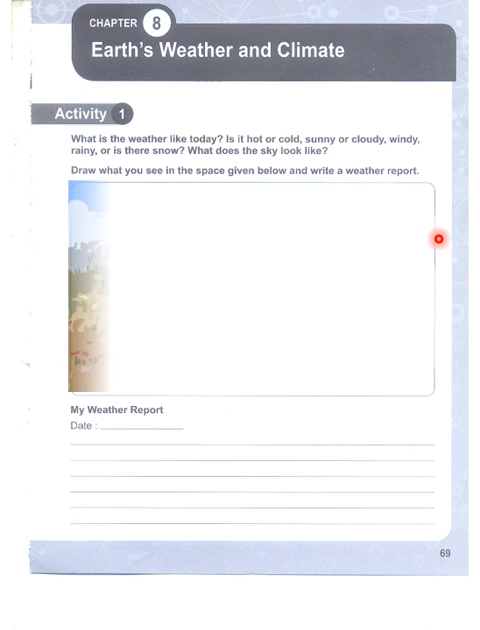 CHAPTER 8
Earth's Weather and Climate
Activity 1
What is the weather like today? Is it hot or cold, sunny or cloudy, windy,
rainy, or is there snow? What does the sky look like?
Draw what you see in the space given below and write a weather report.
My Weather Report
Date :
69